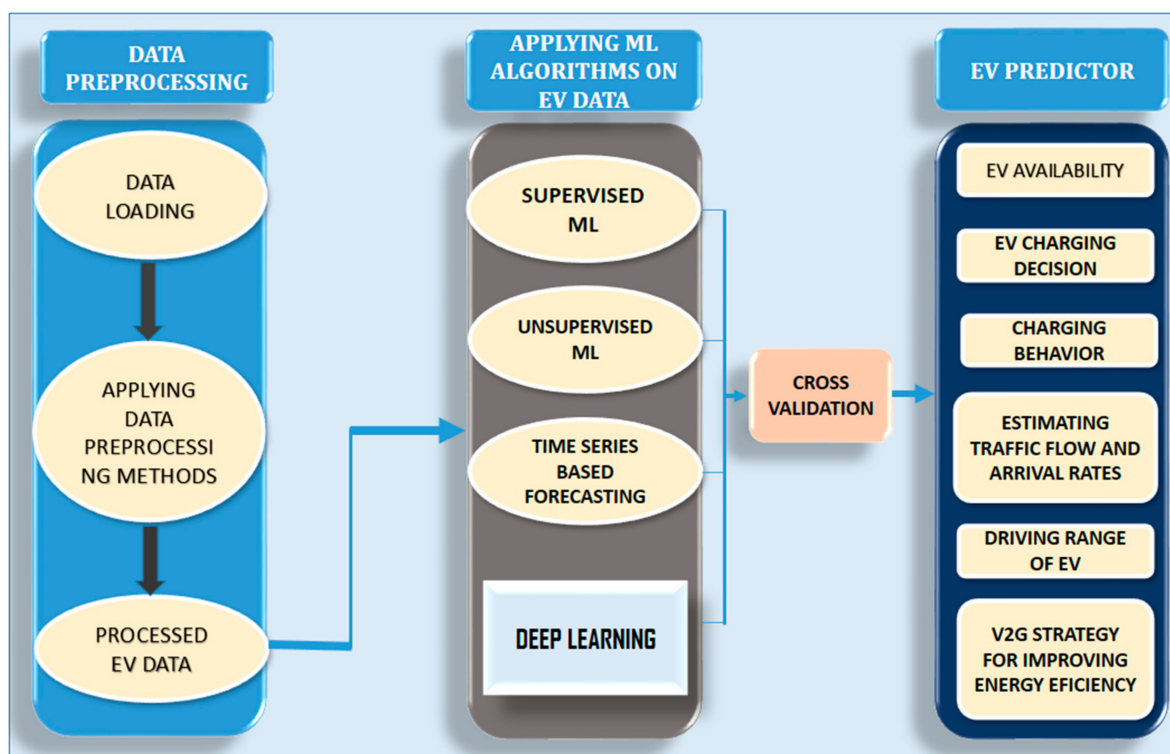 DATA
PREPROCESSING
DATA
LOADING
APPLYING
DATA
PREPROCESSI
NG METHODS
PROCESSED
EV DATA
APPLYING ML
ALGORITHMS ON
EV DATA
SUPERVISED
ML
UNSUPERVISED
ML
TIME SERIES
BASED
FORECASTING
DEEP LEARNING
CROSS
VALIDATION
EV PREDICTOR
EV AVAILABILITY
EV CHARGING
DECISION
CHARGING
BEHAVIOR
ESTIMATING
TRAFFIC FLOW AND
ARRIVAL RATES
DRIVING RANGE
OF EV
V2G STRATEGY
FOR IMPROVING
ENERGY EFICIENCY